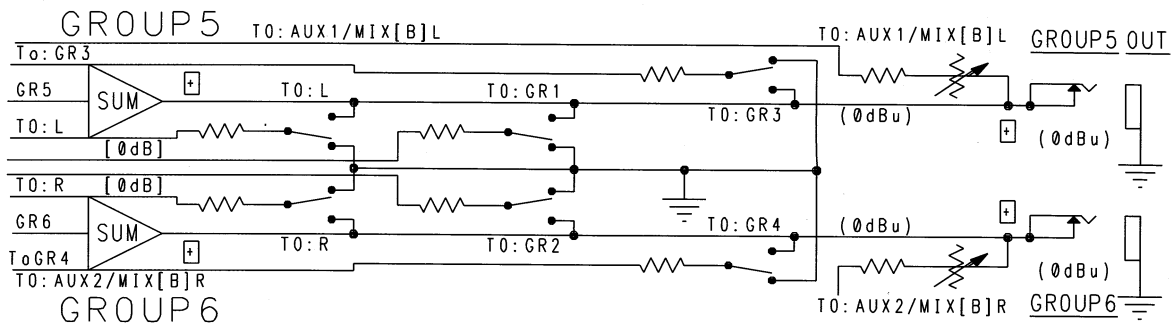 GROUP5
TO:AUX1/MIX[B]L
TO:AUX1/MIX[B]L
GROUP5 OUT
To:GR3
GR5
SUM
+
TO:L
TO:GR1
TO:GR3
(0dBu)
+
(0dBu)
TO:L
[0dB]
TO:R
[0dB]
GR6
SUM
+
TO:R
TO:GR2
TO:GR4
(0dBu)
+
(0dBu)
ToGR4
TO:AUX2/MIX[B]R
TO:AUX2/MIX[B]R
GROUP6
GROUP6